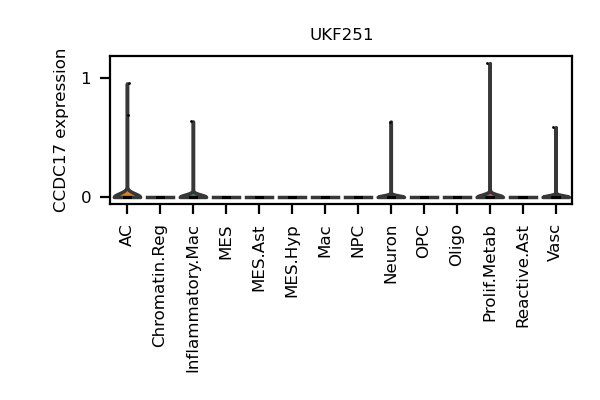 UKF251
CCDC17 expression
1
0
AC
Chromatin.Reg
Inflammatory.Mac
MES
MES.Ast
MES.Hyp
Mac
NPC
Neuron
OPC
Oligo
Prolif.Metab
Reactive.Ast
Vasc